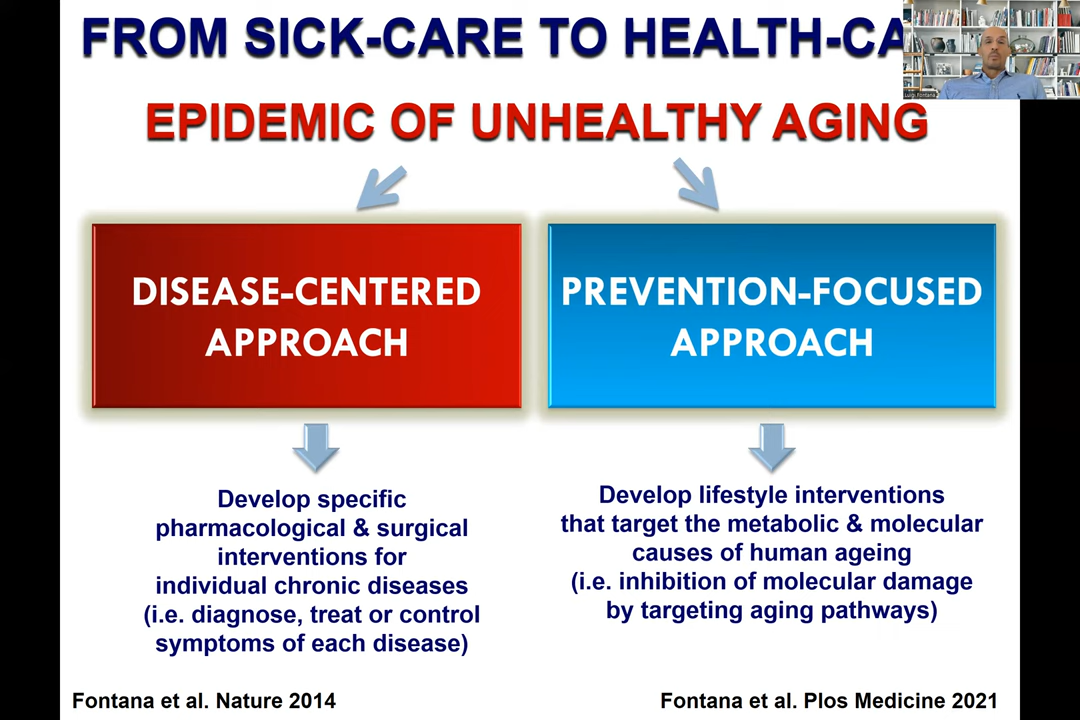 FROM SICK-CARE TO HEALTH-CA
Luigi Fontana
EPIDEMIC OF UNHEALTHY AGING
DISEASE-CENTERED
APPROACH
PREVENTION-FOCUSED
APPROACH
Develop specific
pharmacological & surgical
interventions for
individual chronic diseases
(i.e. diagnose, treat or control
symptoms of each disease)
Develop lifestyle interventions
that target the metabolic & molecular
causes of human ageing
(i.e. inhibition of molecular damage
by targeting aging pathways)
Fontana et al. Nature 2014
Fontana et al. Plos Medicine 2021